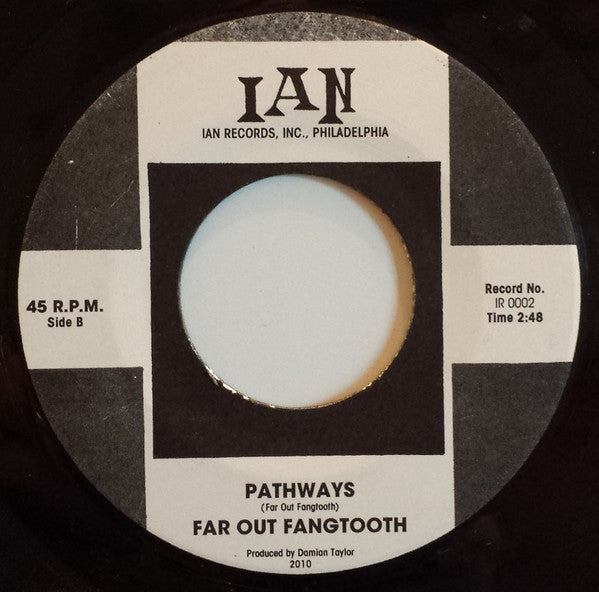 IAN
IAN RECORDS, INC., PHILADELPHIA
45 R.P.M.
Side B
Record No.
IR 0002
Time 2:48
PATHWAYS
(Far Out Fangtooth)
FAR OUT FANGTOOTH
Produced by Damian Taylor
2010